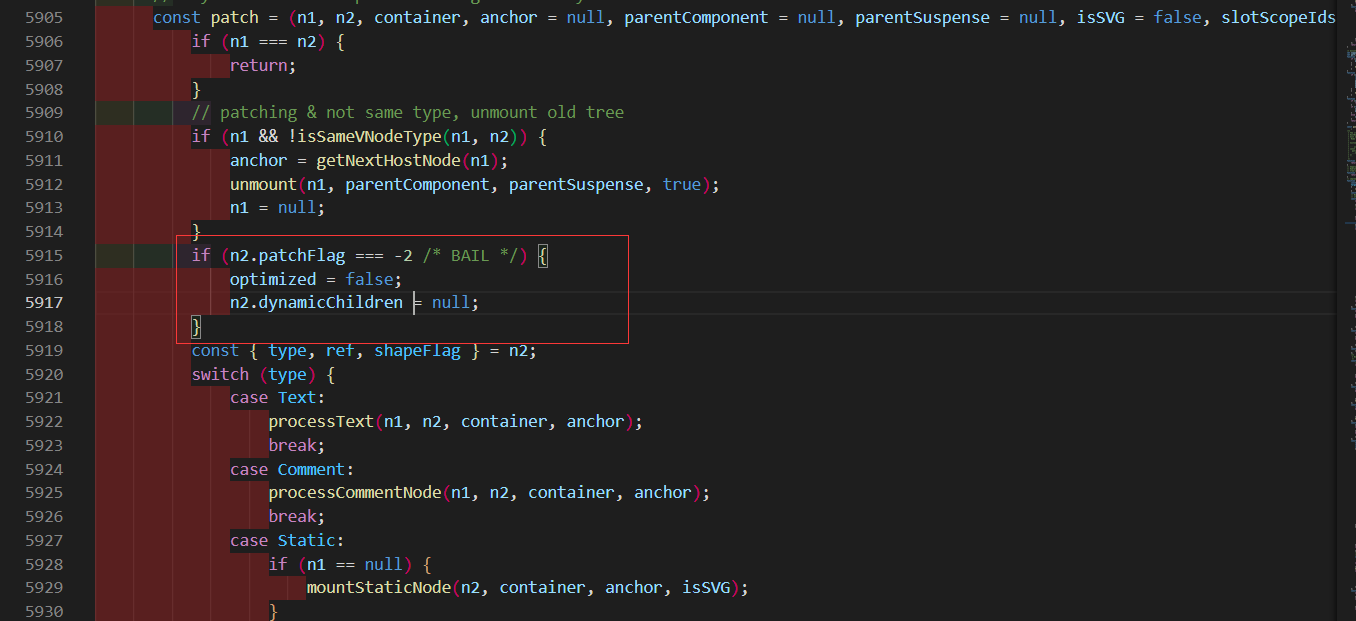 5905 const patch = (n1, n2, container, anchor = null, parentComponent = null, parentSuspense = null, isSVG = false, slotScopeIds
5906 if (n1 === n2) {
5907 return;
5908 }
5909 // patching & not same type, unmount old tree
5910 if (n1 && !isSameVNodeType(n1, n2)) {
5911 anchor = getNextHostNode(n1);
5912 unmount(n1, parentComponent, parentSuspense, true);
5913 n1 = null;
5914 }
5915 if (n2.patchFlag === -2 /* BAIL */) {
5916 optimized = false;
5917 n2.dynamicChildren = null;
5918 }
5919 const { type, ref, shapeFlag } = n2;
5920 switch (type) {
5921 case Text:
5922 processText(n1, n2, container, anchor);
5923 break;
5924 case Comment:
5925 processCommentNode(n1, n2, container, anchor);
5926 break;
5927 case Static:
5928 if (n1 == null) {
5929 mountStaticNode(n2, container, anchor, isSVG);
5930 }